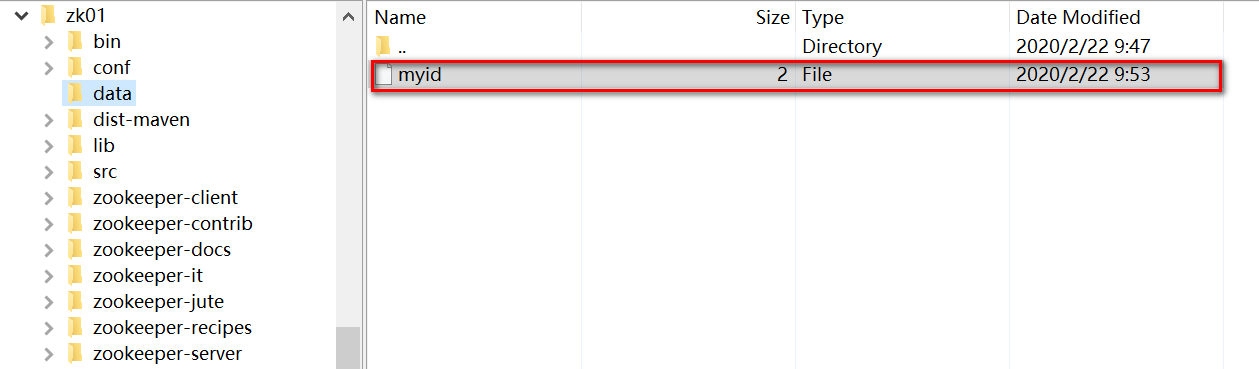 zk01
bin
conf
data
dist-maven
lib
src
zookeeper-client
zookeeper-contrib
zookeeper-docs
zookeeper-it
zookeeper-jute
zookeeper-recipes
zookeeper-server
Name Size Type Date Modified
.. Directory 2020/2/22 9:47
myid 2 File 2020/2/22 9:53